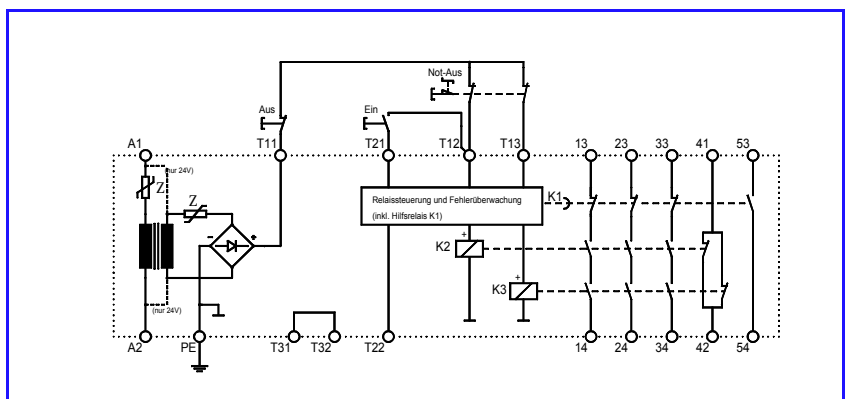 Not-Aus
Aus
Ein
A1
T11
T21
T12
T13
13
23
33
41
53
(nur 24V)
Z
Z
Relaissteuerung und Fehlerüberwachung
(inkl. Hilfsrelais K1)
K1
- +
+
K2
+
K3
(nur 24V)
A2
PE
T31
T32
T22
14
24
34
42
54